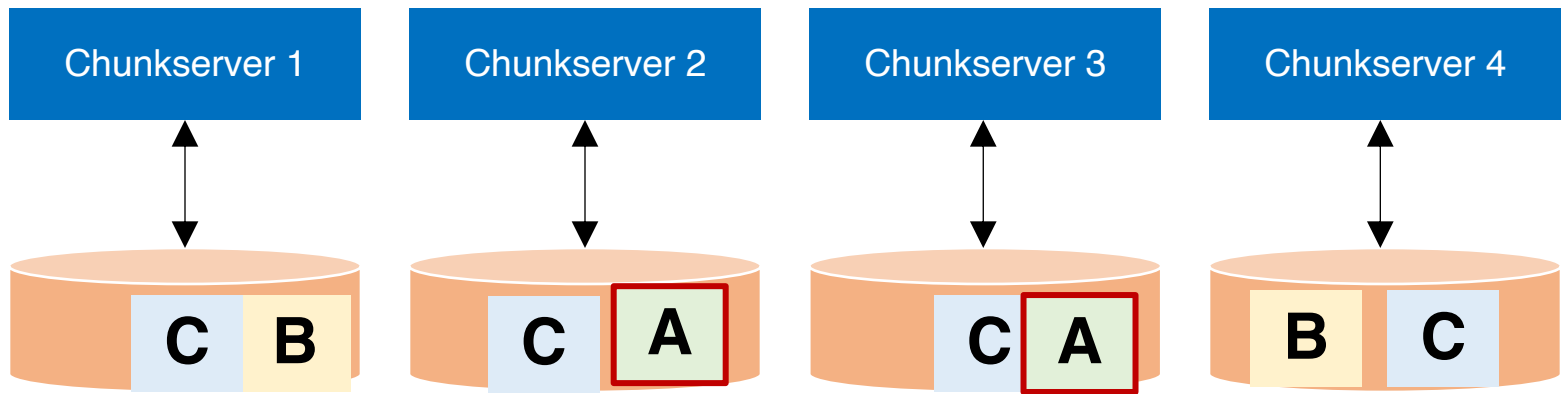 Chunkserver 1
Chunkserver 2
Chunkserver 3
Chunkserver 4
C B
C A
C A
B C